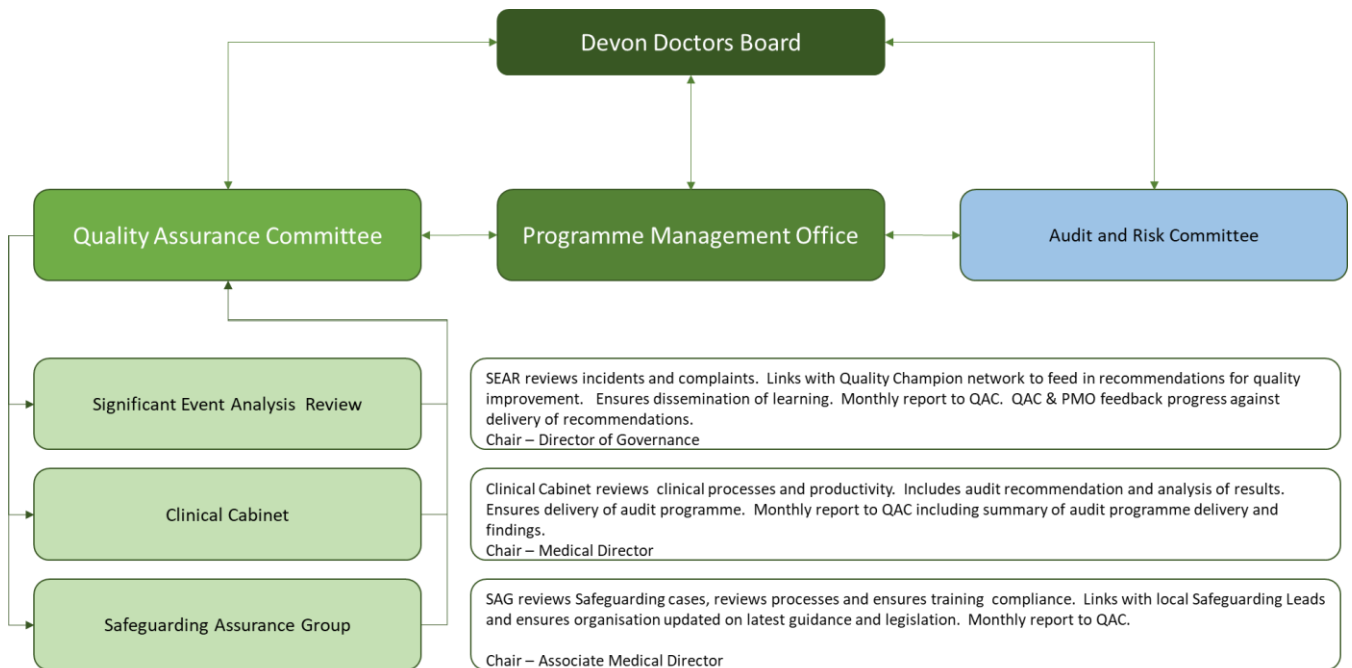 Devon Doctors Board
Quality Assurance Committee
Programme Management Office
Audit and Risk Committee
Significant Event Analysis Review
SEAR reviews incidents and complaints. Links with Quality Champion network to feed in recommendations for quality
improvement. Ensures dissemination of learning. Monthly report to QAC. QAC & PMO feedback progress against
delivery of recommendations.
Chair – Director of Governance
Clinical Cabinet
Clinical Cabinet reviews clinical processes and productivity. Includes audit recommendation and analysis of results.
Ensures delivery of audit programme. Monthly report to QAC including summary of audit programme delivery and
findings.
Chair – Medical Director
Safeguarding Assurance Group
SAG reviews Safeguarding cases, reviews processes and ensures training compliance. Links with local Safeguarding Leads
and ensures organisation updated on latest guidance and legislation. Monthly report to QAC.
Chair – Associate Medical Director